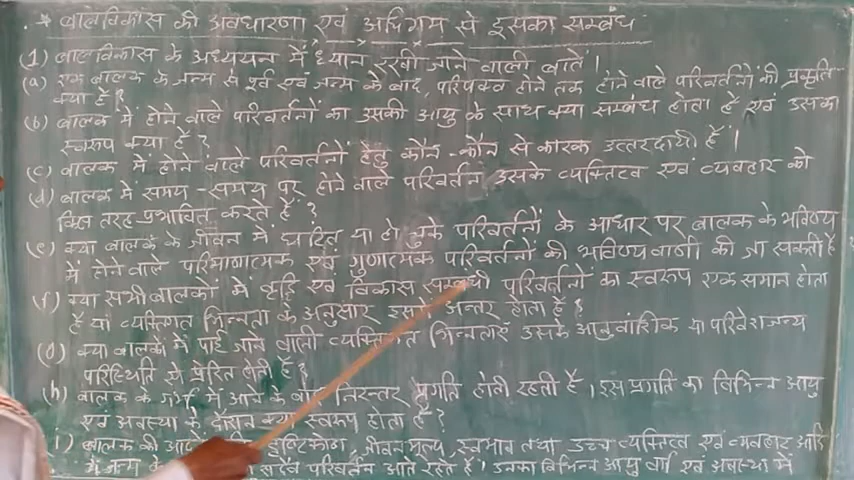 * बालविकास की अवधारणा एवं अधिगम से इसका सम्बंध
(1) बालविकास के अध्ययन में ध्यान रखी जाने वाली बातें।
(a) एक बालक के जन्म से पूर्व एवं जन्म के बाद, परिपक्व होने तक होने वाले परिवर्तनों की प्रकृति
क्या है?
(b) बालक में होने वाले परिवर्तनों का उसकी आयु के साथ क्या सम्बंध होता है एवं उसका
स्वरूप क्या है?
(c) बालक में होने वाले परिवर्तनों हेतु कौन-कौन से कारक उत्तरदायी हैं।
(d) बालक में समय-समय पर होने वाले परिवर्तन उसके व्यक्तित्व एवं व्यवहार को
किस तरह प्रभावित करते हैं?
(e) क्या बालक के जीवन में घटित या हो चुके परिवर्तनों के आधार पर बालक के भविष्य
में होने वाले परिमाणात्मक एवं गुणात्मक परिवर्तनों की भविष्यवाणी की जा सकती है
(f) क्या सभी बालकों में वृद्धि एवं विकास सम्बंधी परिवर्तनों का स्वरूप एक समान होता
है या व्यक्तिगत भिन्नता के अनुसार इसमें अन्तर होता है?
(g) क्या बालकों में पाई जाने वाली व्यक्तिगत भिन्नताएं उसके आनुवांशिक या परिवेशजन्य
परिस्थिति से प्रेरित होती हैं?
(h) बालक के गर्भ में आने के बाद निरन्तर प्रगति होती रहती है, इस प्रगति का विभिन्न आयु
एवं अवस्था के दौरान क्या स्वरूप होता है?
(i) बालक की दृष्टिकोण, जीवन मूल्य, स्वभाव तथा उच्च व्यक्तित्व एवं व्यवहार आदि
में जन्म के सदैव परिवर्तन आते रहते हैं। उनका विभिन्न आयु वर्ग एवं अवस्था में